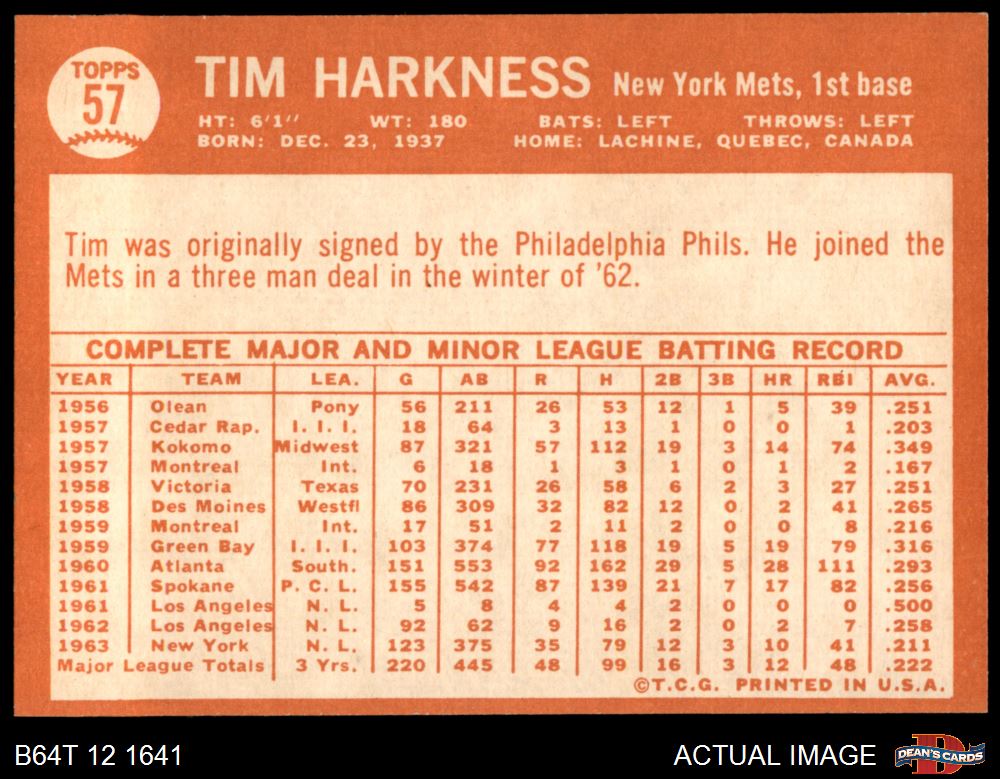 TOPPS
57
TIM HARKNESS New York Mets, 1st base
HT: 6'1" WT: 180 BATS: LEFT THROWS: LEFT
BORN: DEC. 23, 1937 HOME: LACHINE, QUEBEC, CANADA
Tim was originally signed by the Philadelphia Phils. He joined the
Mets in a three man deal in the winter of '62.
COMPLETE MAJOR AND MINOR LEAGUE BATTING RECORD
YEAR TEAM LEA. G AB R H 2B 3B HR RBI AVG.
1956 Olean Pony 56 211 26 53 12 1 5 39 .251
1957 Cedar Rap. I. I. I. 18 64 3 13 1 0 0 1 .203
1957 Kokomo Midwest 87 321 57 112 19 3 14 74 .349
1957 Montreal Int. 6 18 1 3 1 0 1 2 .167
1958 Victoria Texas 70 231 26 58 6 2 3 27 .251
1958 Des Moines Westfl 86 309 32 82 12 0 2 41 .265
1959 Montreal Int. 17 51 2 11 2 0 0 8 .216
1959 Green Bay I. I. I. 103 374 77 118 19 5 19 79 .316
1960 Atlanta South. 151 553 92 162 29 5 28 111 .293
1961 Spokane P. C. L. 155 542 87 139 21 7 17 82 .256
1961 Los Angeles N. L. 5 8 4 4 2 0 0 0 .500
1962 Los Angeles N. L. 92 62 9 16 2 0 2 7 .258
1963 New York N. L. 123 375 35 79 12 3 10 41 .211
Major League Totals 3 Yrs. 220 445 48 99 16 3 12 48 .222
©T.C.G. PRINTED IN U.S.A.
B64T 12 1641 ACTUAL IMAGE DEAN'S CARDS